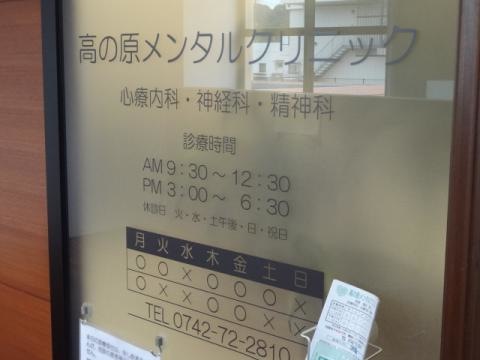 高の原メンタルクリニック
心療内科・神経科・精神科
診療時間
AM 9：30〜12：30
PM 3：00〜 6：30
休診日 火・水・土午後・日・祝日
月火水木金土日
〇〇×〇〇〇×
〇××〇〇××
TEL 0742-72-2810